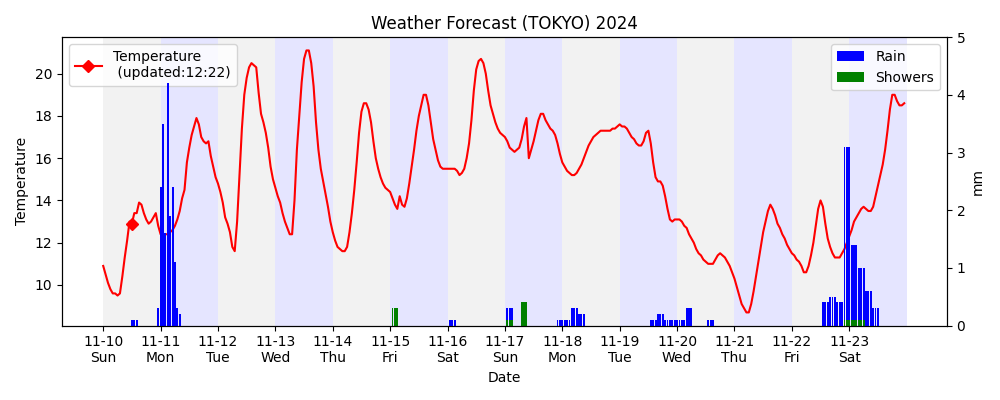 Weather Forecast (TOKYO) 2024
Temperature
(updated:12:22)
Rain
Showers
Temperature
20
18
16
14
12
10
5
4
3
2
1
0
mm
11-10 11-11 11-12 11-13 11-14 11-15 11-16 11-17 11-18 11-19 11-20 11-21 11-22 11-23
Sun Mon Tue Wed Thu Fri Sat Sun Mon Tue Wed Thu Fri Sat
Date